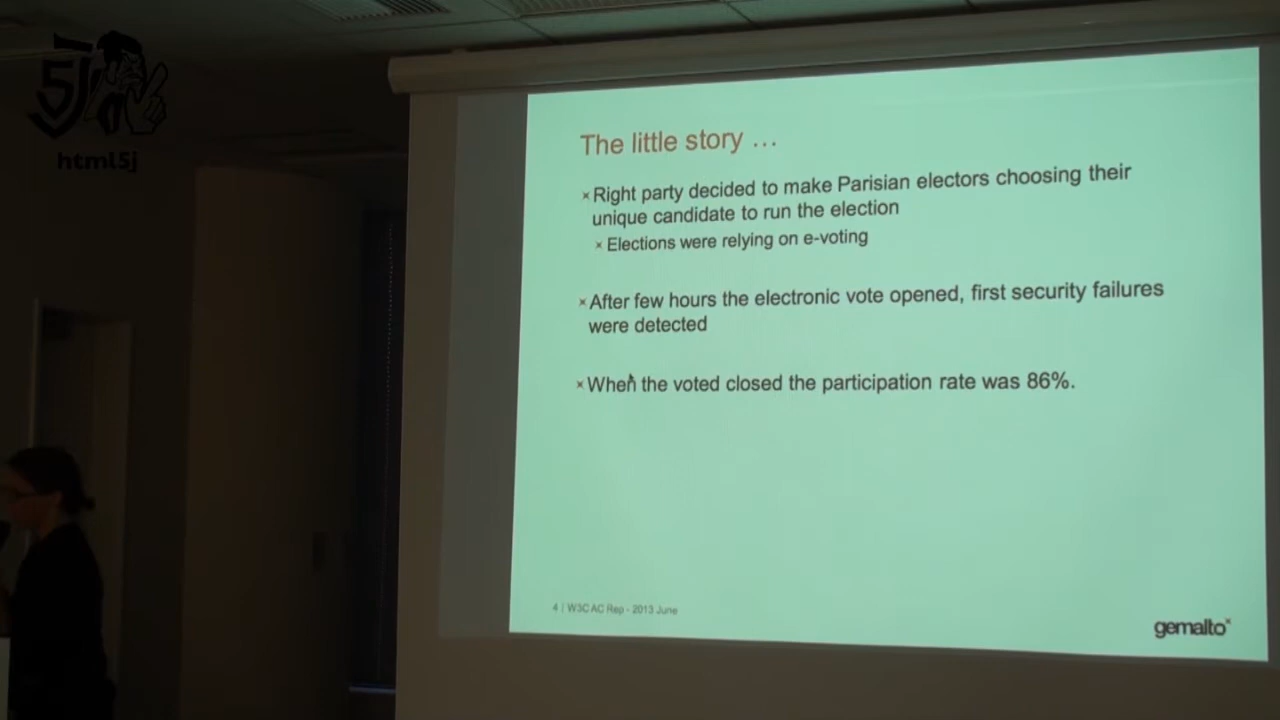 5J
html5j
The little story ...
× Right party decided to make Parisian electors choosing their
unique candidate to run the election
× Elections were relying on e-voting
× After few hours the electronic vote opened, first security failures
were detected
× When the voted closed the participation rate was 86%.
4 | W3C AC Rep - 2013 June
gemalto×